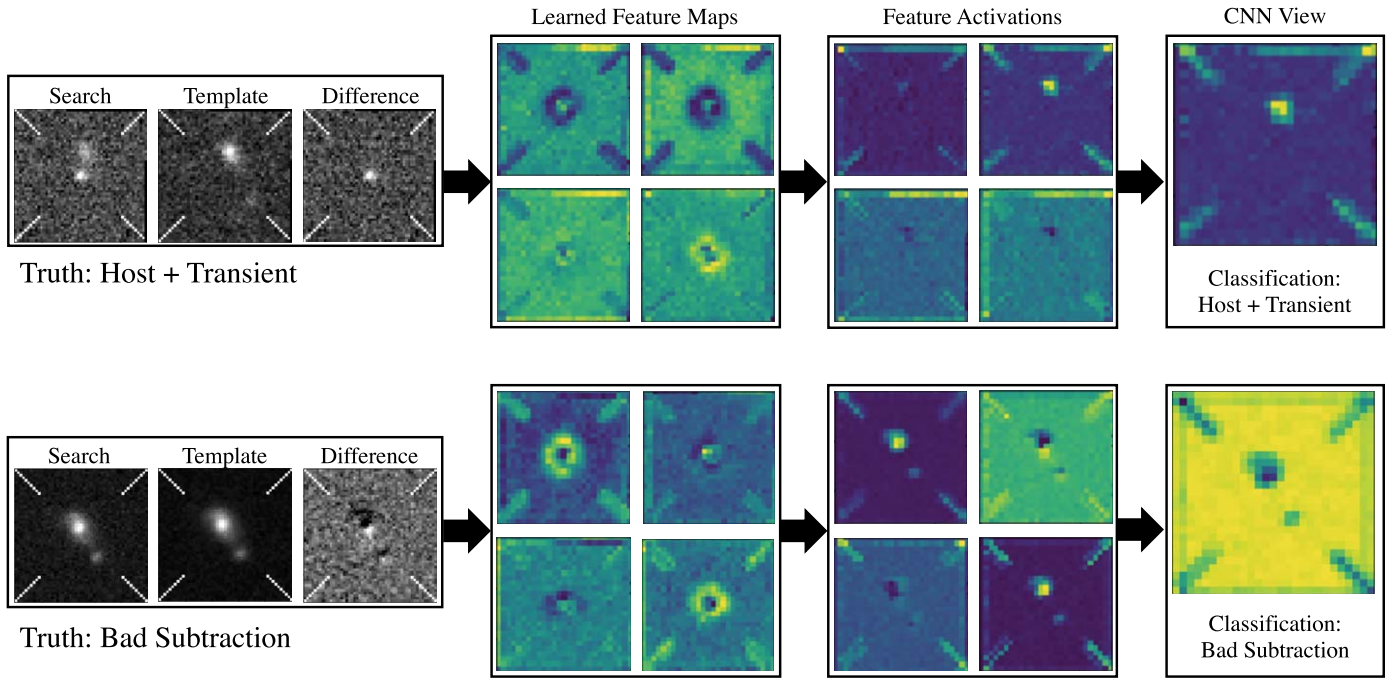 Learned Feature Maps
Feature Activations
CNN View
Search
Template
Difference
Truth: Host + Transient
Classification:
Host + Transient
Search
Template
Difference
Truth: Bad Subtraction
Classification:
Bad Subtraction